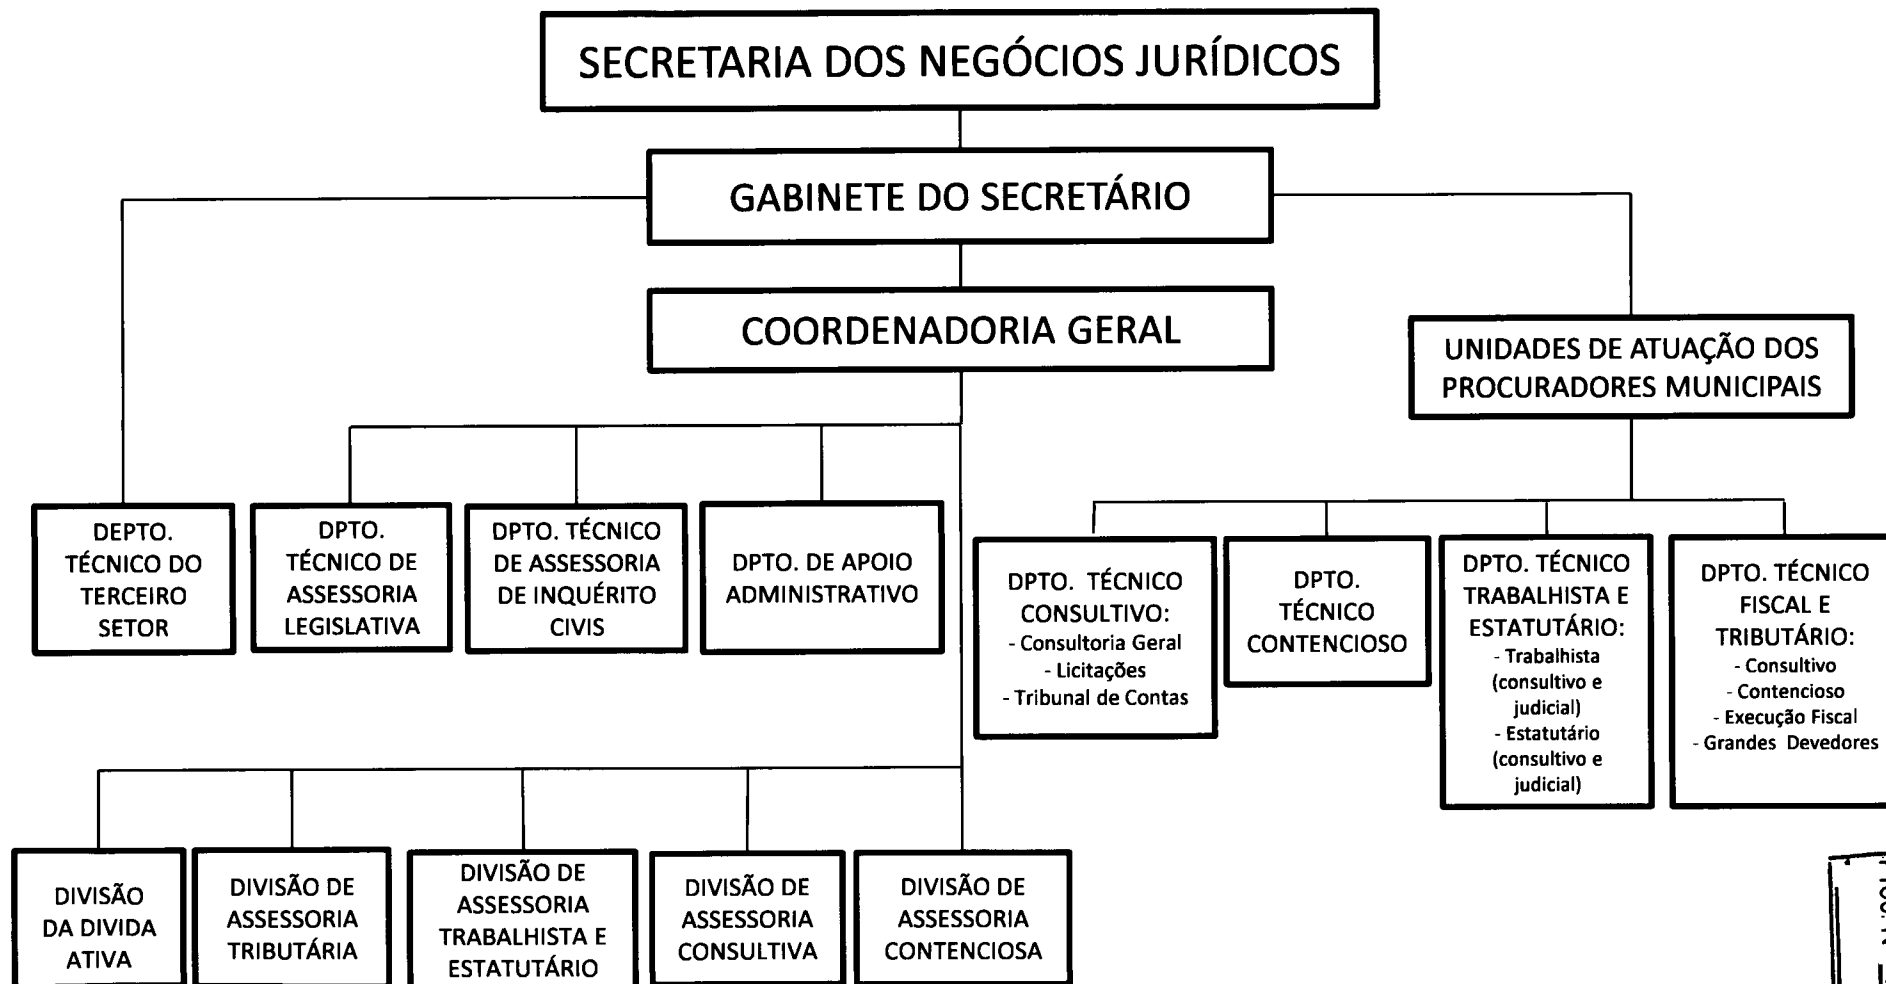 SECRETARIA DOS NEGÓCIOS JURÍDICOS
GABINETE DO SECRETÁRIO
COORDENADORIA GERAL
UNIDADES DE ATUAÇÃO DOS
PROCURADORES MUNICIPAIS
DEPTO.
TÉCNICO DO
TERCEIRO
SETOR
DPTO.
TÉCNICO DE
ASSESSORIA
LEGISLATIVA
DPTO. TÉCNICO
DE ASSESSORIA
DE INQUÉRITO
CIVIS
DPTO. DE APOIO
ADMINISTRATIVO
DPTO. TÉCNICO
CONSULTIVO:
- Consultoria Geral
- Licitações
- Tribunal de Contas
DPTO.
TÉCNICO
CONTENCIOSO
DPTO. TÉCNICO
TRABALHISTA E
ESTATUTÁRIO:
- Trabalhista
(consultivo e
judicial)
- Estatutário
(consultivo e
judicial)
DPTO. TÉCNICO
FISCAL E
TRIBUTÁRIO:
- Consultivo
- Contencioso
- Execução Fiscal
- Grandes Devedores
DIVISÃO
DA DIVIDA
ATIVA
DIVISÃO DE
ASSESSORIA
TRIBUTÁRIA
DIVISÃO DE
ASSESSORIA
TRABALHISTA E
ESTATUTÁRIO
DIVISÃO DE
ASSESSORIA
CONSULTIVA
DIVISÃO DE
ASSESSORIA
CONTENCIOSA